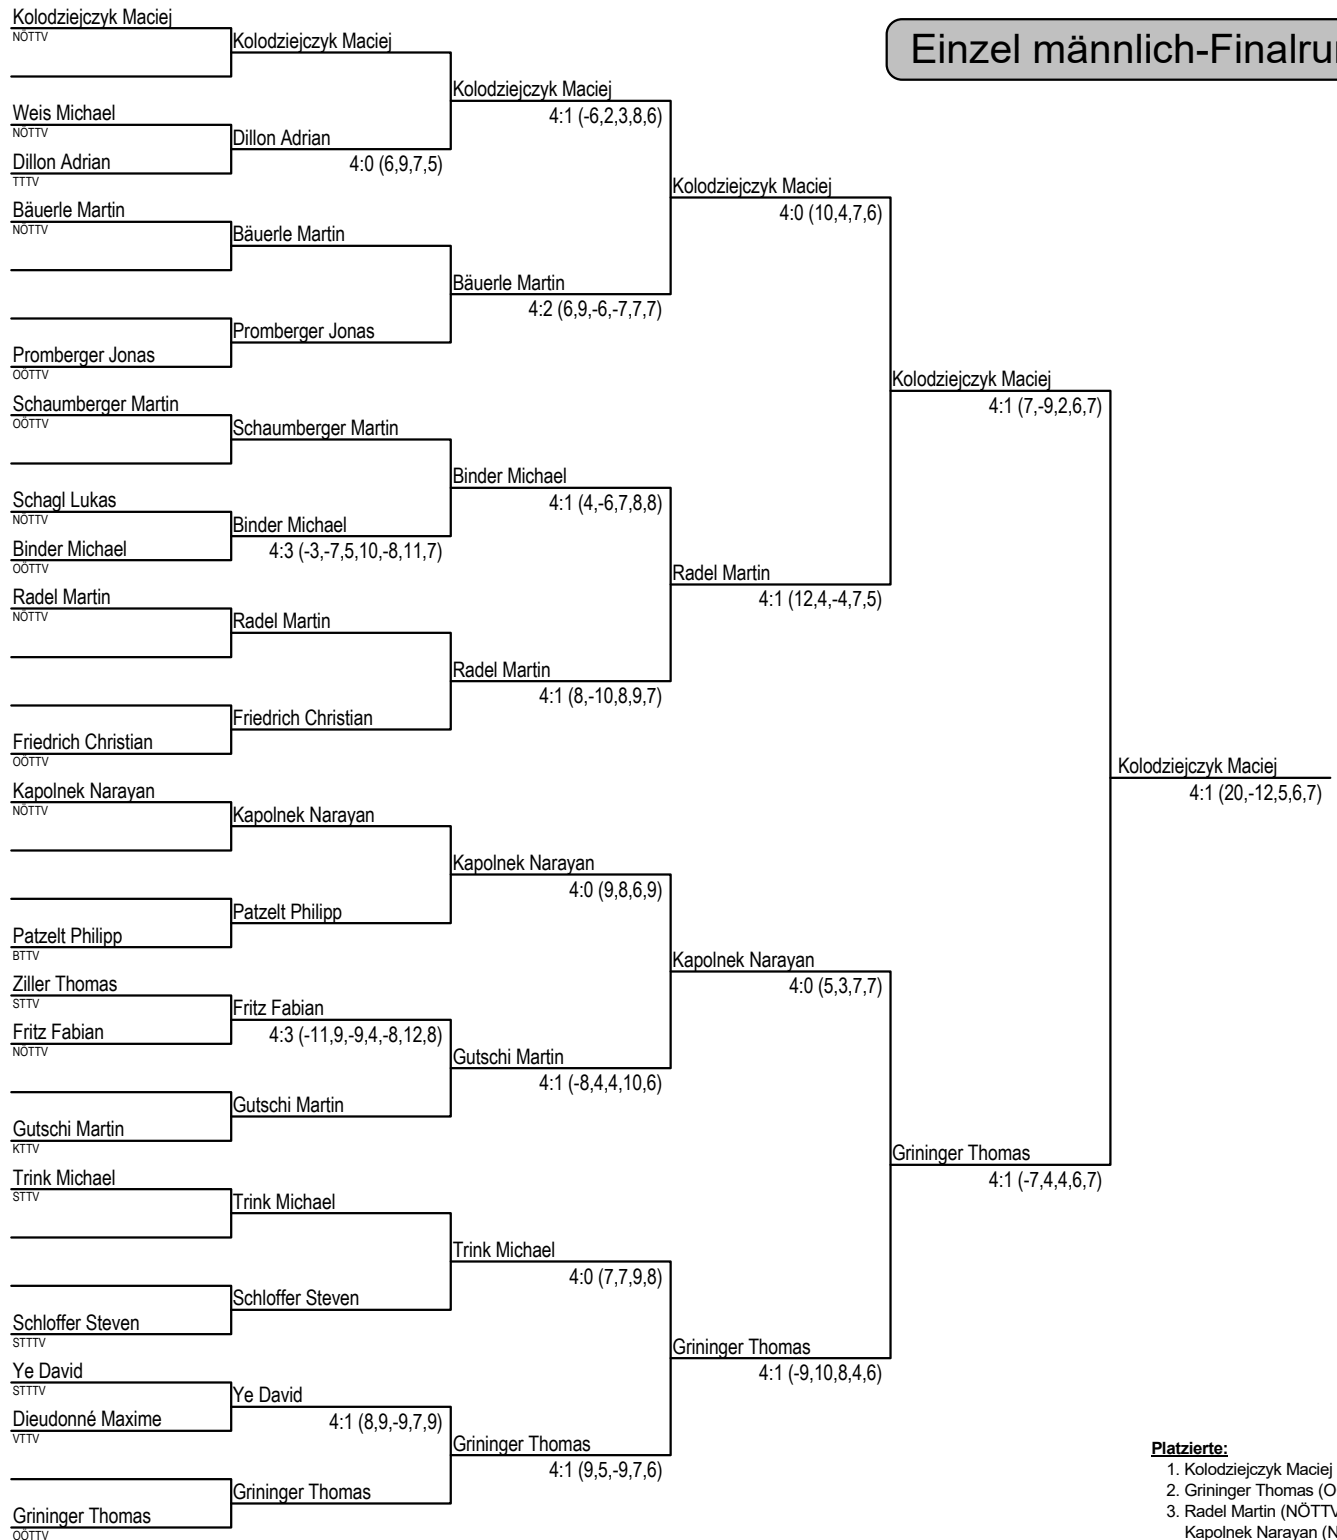 Einzel männlich-Finalru
Kolodziejczyk Maciej
NÖTTV
Weis Michael
NÖTTV
Dillon Adrian
TTTV
Bäuerle Martin
NÖTTV
Promberger Jonas
OÖTTV
Schaumberger Martin
OÖTTV
Schagl Lukas
NÖTTV
Binder Michael
OÖTTV
Radel Martin
NÖTTV
Friedrich Christian
OÖTTV
Kapolnek Narayan
NÖTTV
Patzelt Philipp
BTTV
Ziller Thomas
STTV
Fritz Fabian
NÖTTV
Gutschi Martin
KTTV
Trink Michael
STTV
Schloffer Steven
STTTV
Ye David
STTTV
Dieudonné Maxime
VTTV
Grininger Thomas
OÖTTV
Kolodziejczyk Maciej
Dillon Adrian
4:0 (6,9,7,5)
Bäuerle Martin
Promberger Jonas
Schaumberger Martin
Binder Michael
4:3 (-3,-7,5,10,-8,11,7)
Radel Martin
Friedrich Christian
Kapolnek Narayan
Patzelt Philipp
Fritz Fabian
4:3 (-11,9,-9,4,-8,12,8)
Gutschi Martin
Trink Michael
Schloffer Steven
Ye David
4:1 (8,9,-9,7,9)
Grininger Thomas
Kolodziejczyk Maciej
4:1 (-6,2,3,8,6)
Bäuerle Martin
4:2 (6,9,-6,-7,7,7)
Binder Michael
4:1 (4,-6,7,8,8)
Radel Martin
4:1 (8,-10,8,9,7)
Kapolnek Narayan
4:0 (9,8,6,9)
Gutschi Martin
4:1 (-8,4,4,10,6)
Trink Michael
4:0 (7,7,9,8)
Grininger Thomas
4:1 (9,5,-9,7,6)
Kolodziejczyk Maciej
4:0 (10,4,7,6)
Radel Martin
4:1 (12,4,-4,7,5)
Kapolnek Narayan
4:0 (5,3,7,7)
Grininger Thomas
4:1 (-9,10,8,4,6)
Kolodziejczyk Maciej
4:1 (7,-9,2,6,7)
Grininger Thomas
4:1 (-7,4,4,6,7)
Kolodziejczyk Maciej
4:1 (20,-12,5,6,7)
Platzierte:
1. Kolodziejczyk Maciej
2. Grininger Thomas (O
3. Radel Martin (NÖTTV
Kapolnek Narayan (N